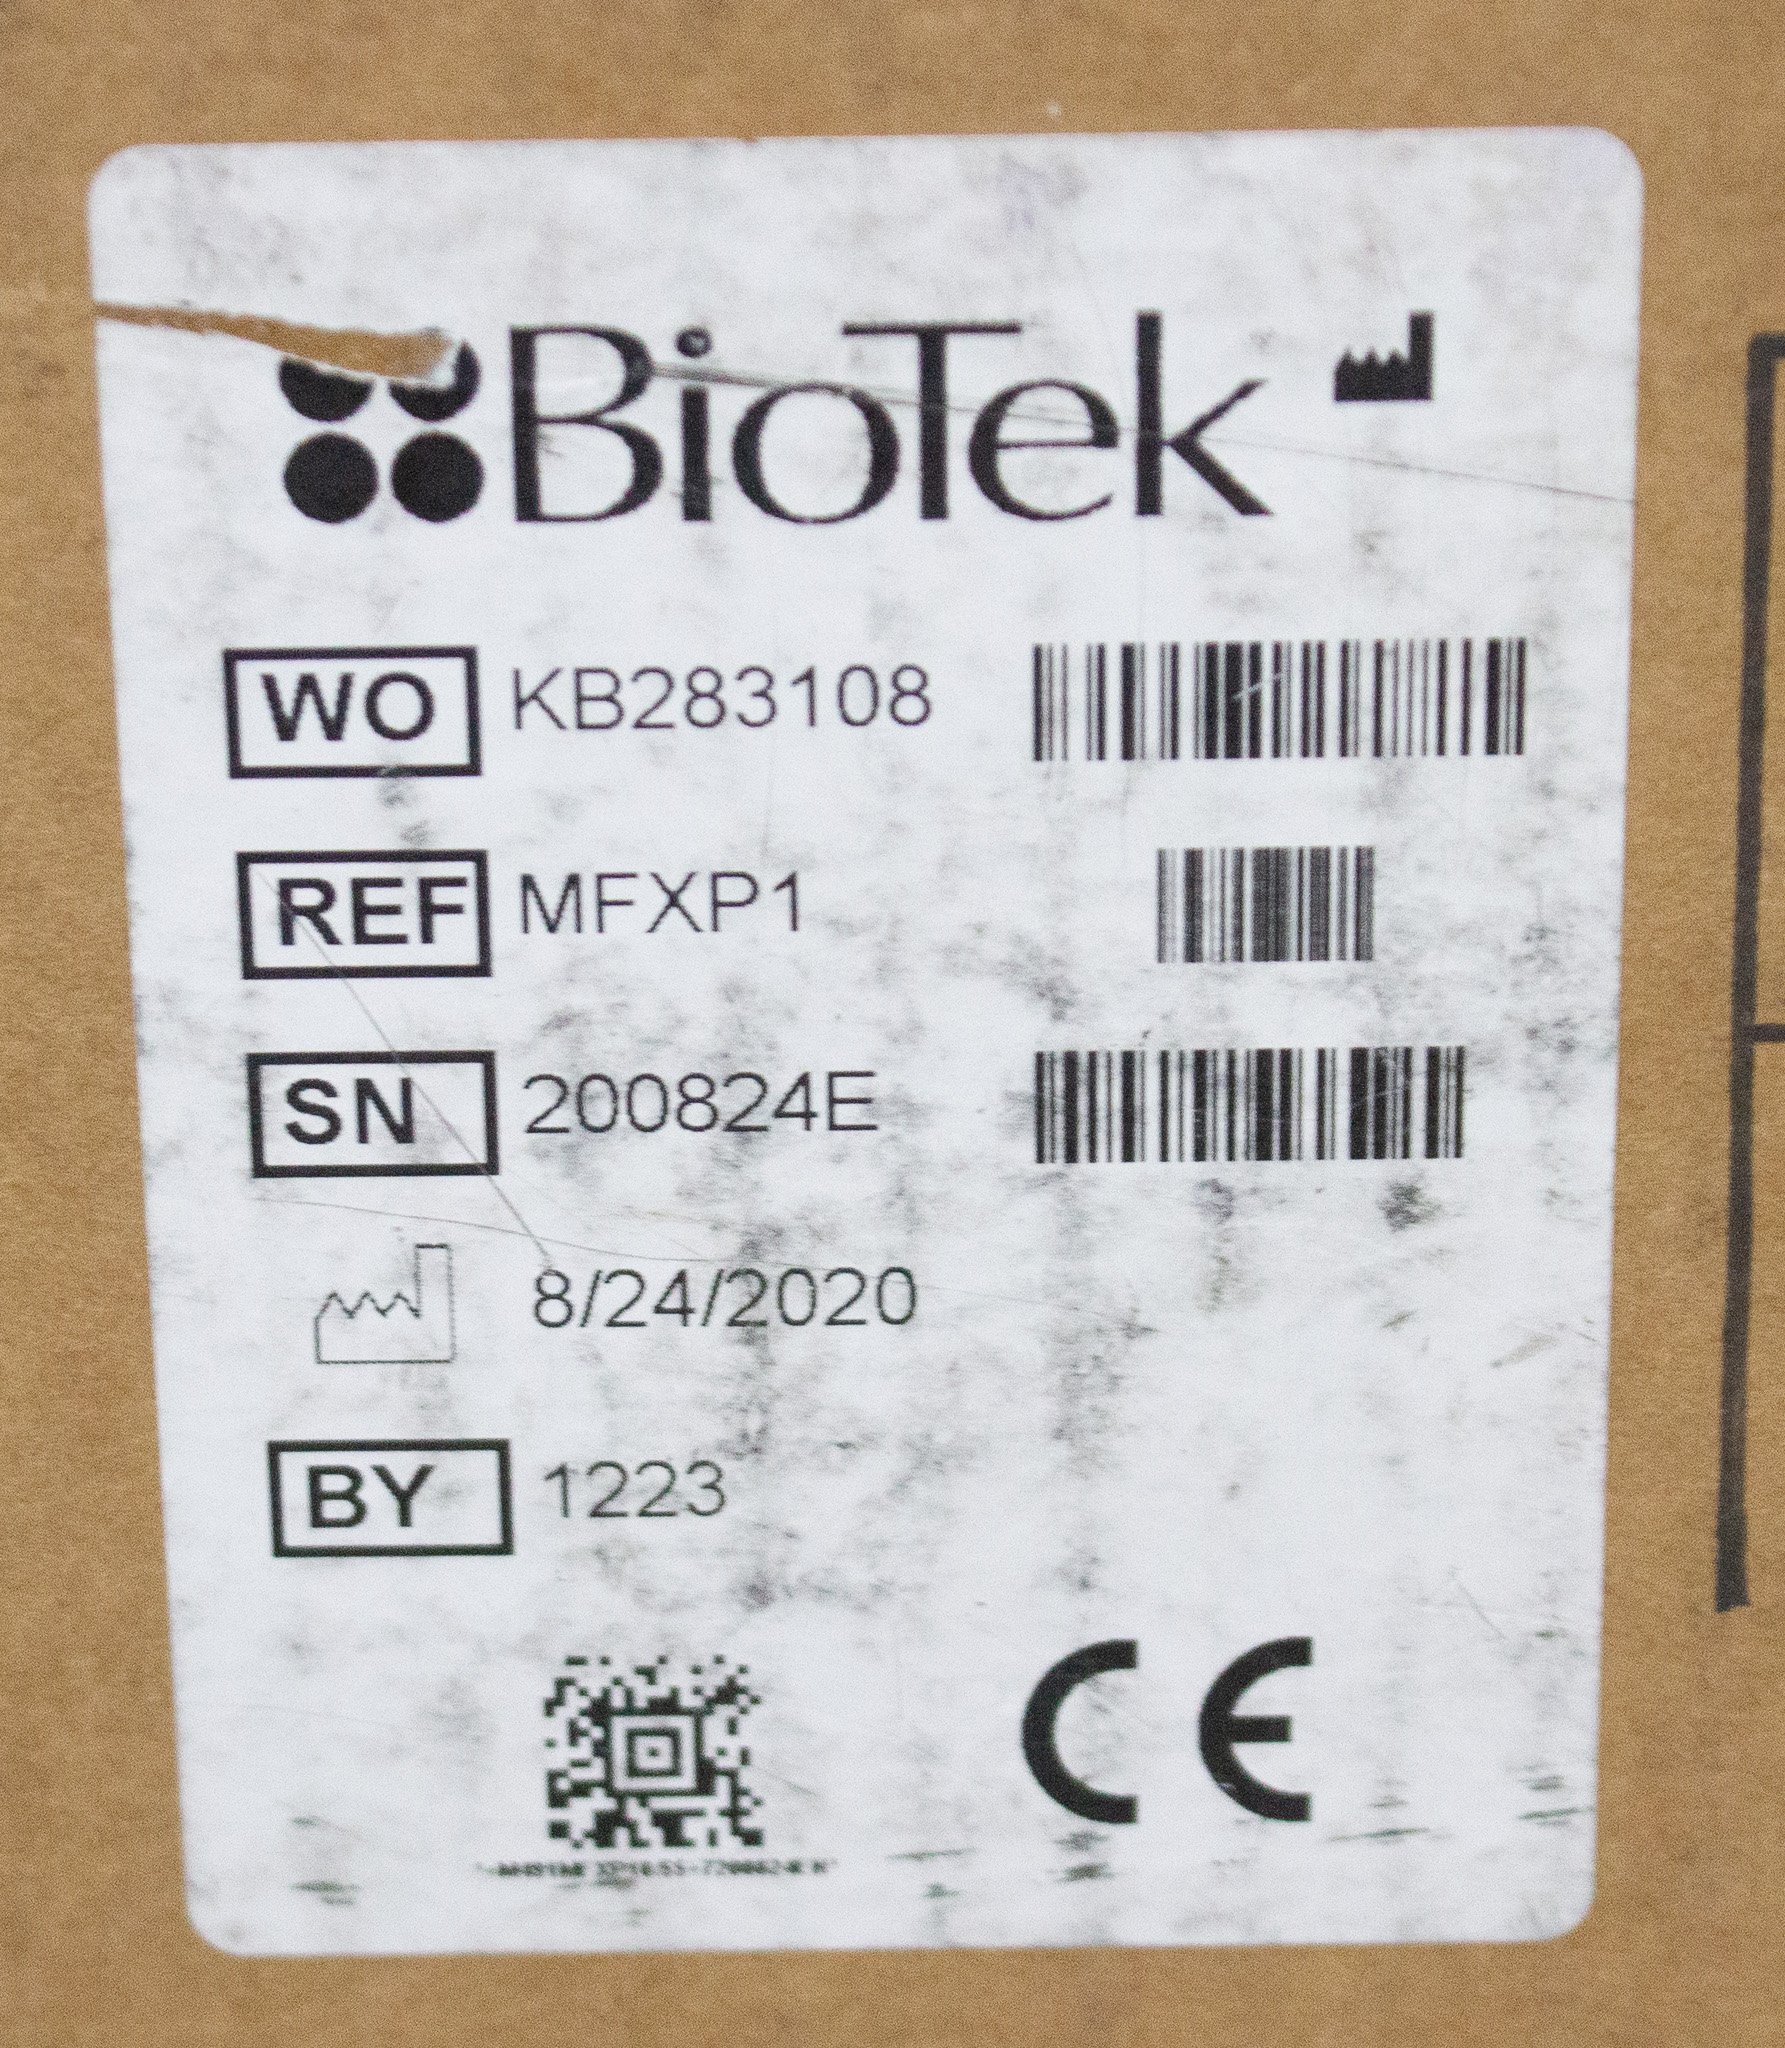 BioTek
WO KB283108
REF MFXP1
SN 200824E
8/24/2020
BY 1223
CE